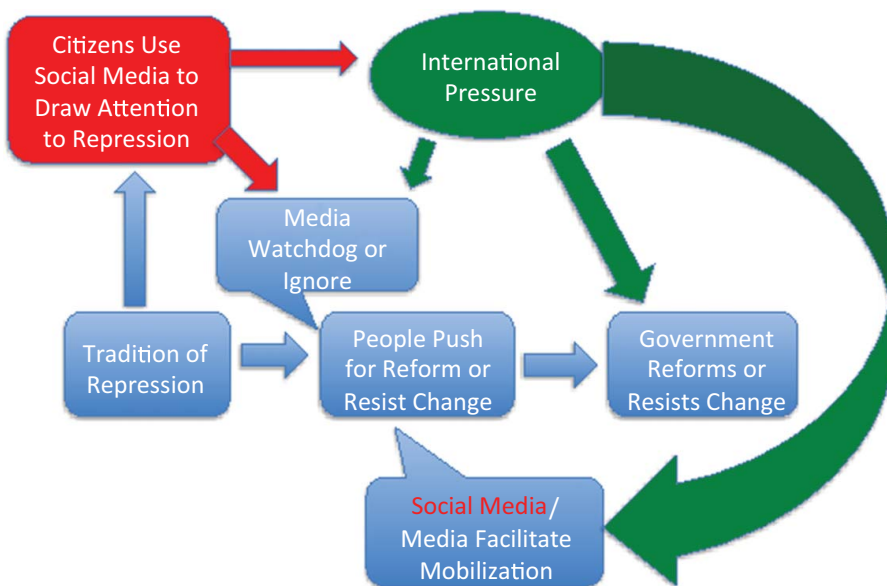 Citizens Use
Social Media to
Draw Attention
to Repression
International
Pressure
Media
Watchdog or
Ignore
Tradition of
Repression
People Push
for Reform or
Resist Change
Government
Reforms or
Resists Change
Social Media/
Media Facilitate
Mobilization